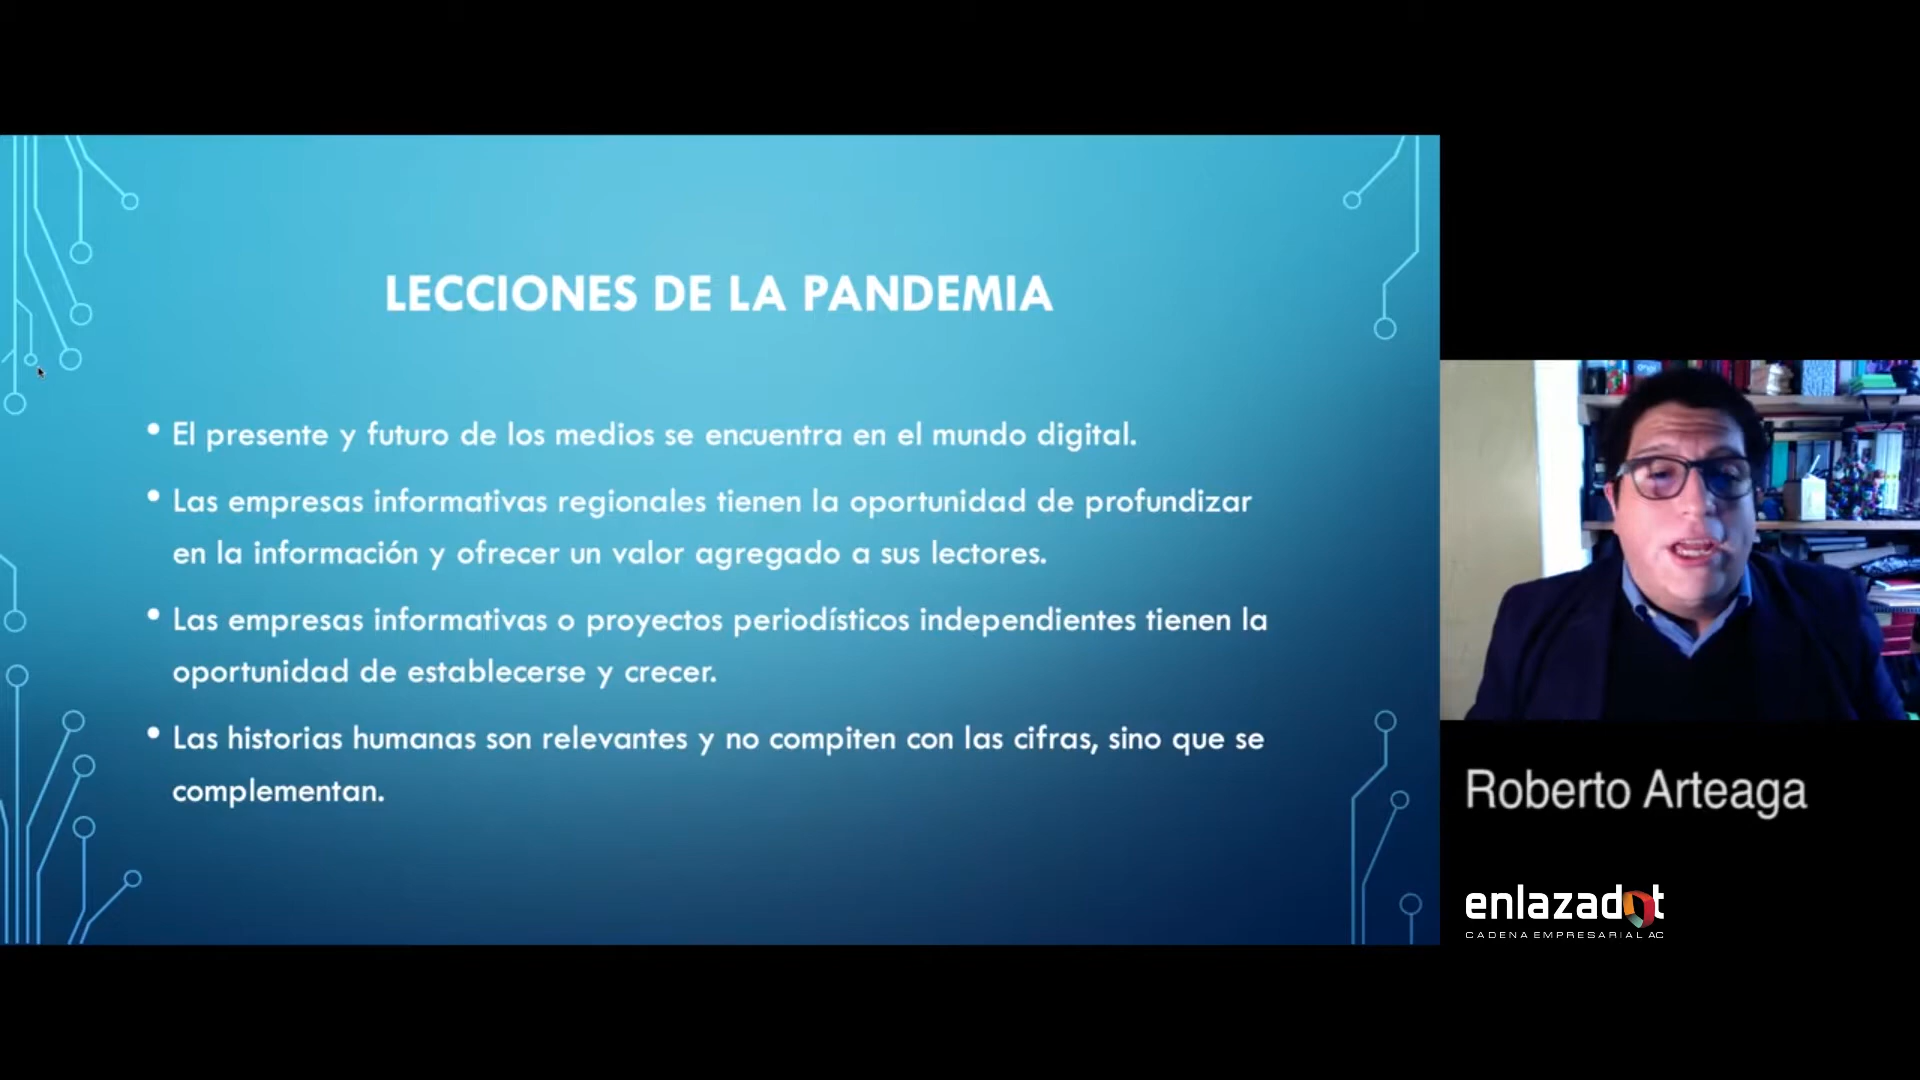 LECCIONES DE LA PANDEMIA
• El presente y futuro de los medios se encuentra en el mundo digital.
• Las empresas informativas regionales tienen la oportunidad de profundizar
en la información y ofrecer un valor agregado a sus lectores.
• Las empresas informativas o proyectos periodísticos independientes tienen la
oportunidad de establecerse y crecer.
• Las historias humanas son relevantes y no compiten con las cifras, sino que se
complementan.
Roberto Arteaga
enlazadot
CADENA EMPRESARIAL AC